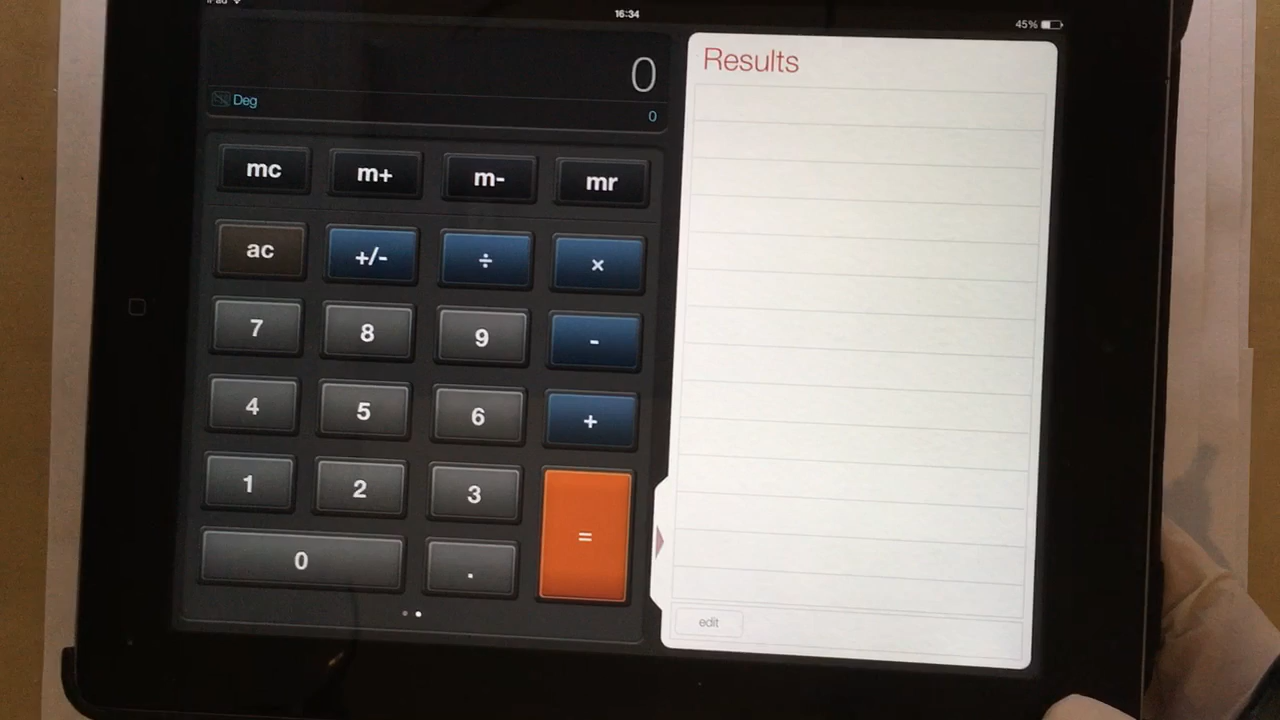 iPad
16:34
45%
0
Deg
0
mc m+ m- mr
ac +/- ÷ ×
7 8 9 -
4 5 6 +
1 2 3
0 . =
Results
edit